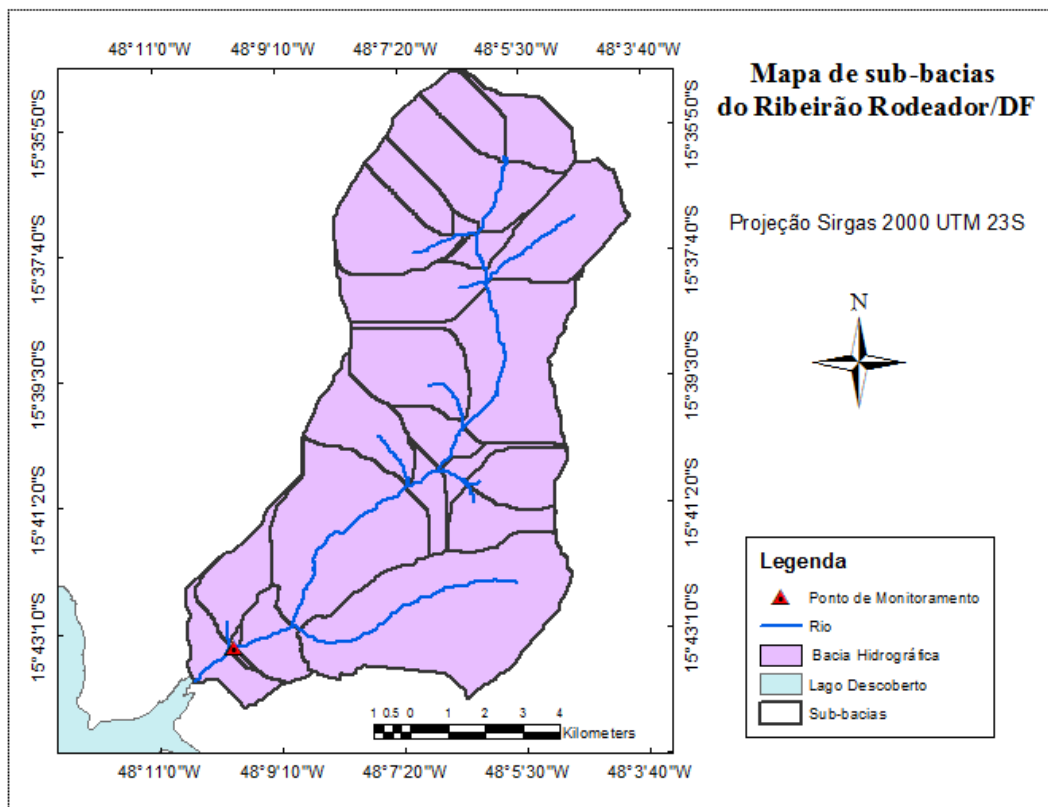 48°11'0"W 48°9'10"W 48°7'20"W 48°5'30"W 48°3'40"W
Mapa de sub-bacias
do Ribeirão Rodeador/DF
Projeção Sirgas 2000 UTM 23S
N
15°35'50"S 15°35'50"S
15°37'40"S 15°37'40"S
15°39'30"S 15°39'30"S
15°41'20"S 15°41'20"S
15°43'10"S 15°43'10"S
Legenda
Ponto de Monitoramento
Rio
Bacia Hidrográfica
Lago Descoberto
Sub-bacias
1 0.5 0 1 2 3 4
Kilometers
48°11'0"W 48°9'10"W 48°7'20"W 48°5'30"W 48°3'40"W